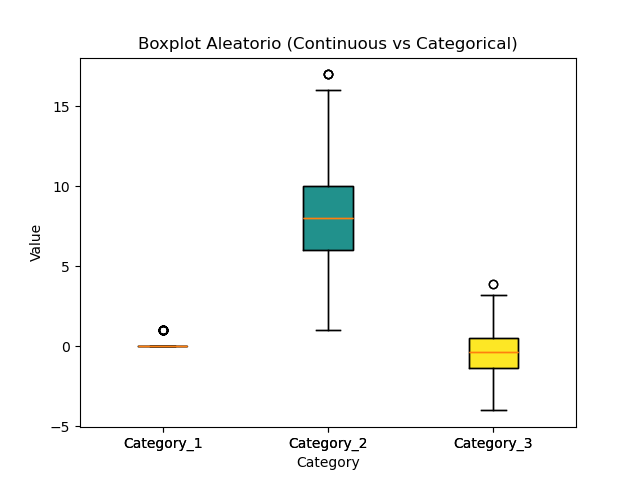 Boxplot Aleatorio (Continuous vs Categorical)
Value
15
10
5
0
−5
Category_1 Category_2 Category_3
Category